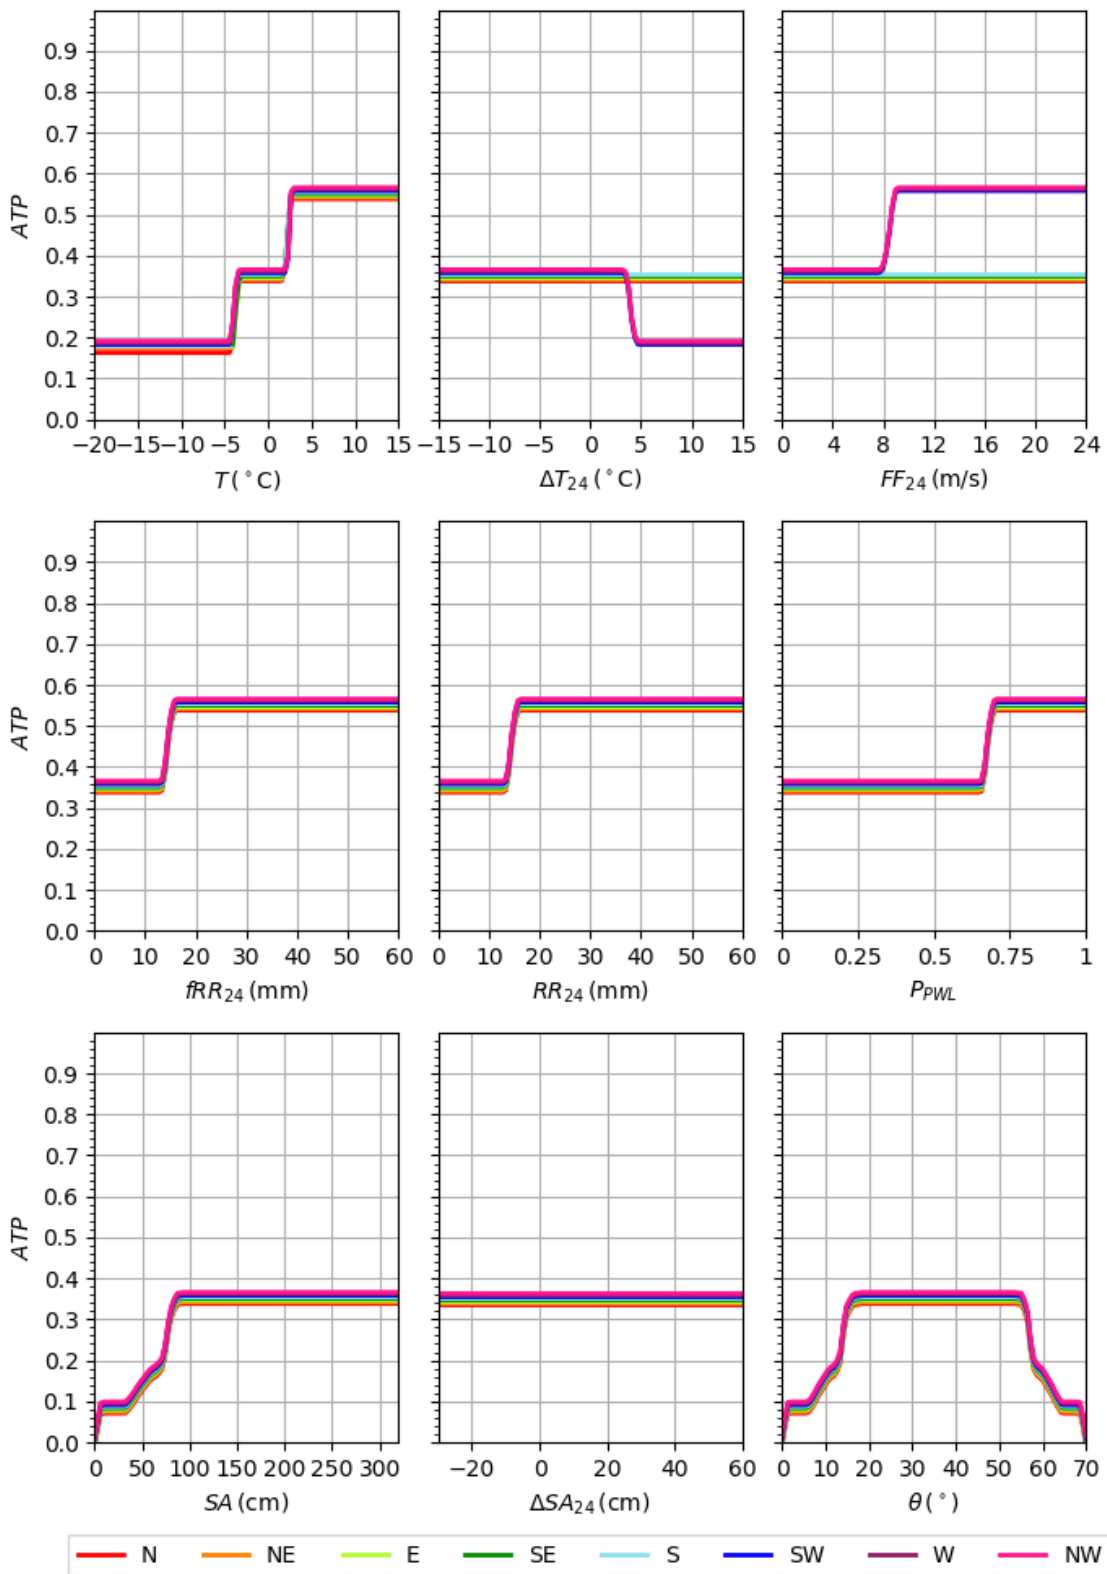 0.9
0.8
0.7
0.6
0.5
0.4
0.3
0.2
0.1
0.0
ATP
−20 −15 −10 −5 0 5 10 15
T (°C)
−15 −10 −5 0 5 10 15
ΔT24 (°C)
0 4 8 12 16 20 24
FF24 (m/s)
0.9
0.8
0.7
0.6
0.5
0.4
0.3
0.2
0.1
0.0
ATP
0 10 20 30 40 50 60
fRR24 (mm)
0 10 20 30 40 50 60
RR24 (mm)
0 0.25 0.5 0.75 1
PPWL
0.9
0.8
0.7
0.6
0.5
0.4
0.3
0.2
0.1
0.0
ATP
0 50 100 150 200 250 300
SA (cm)
−20 0 20 40 60
ΔSA24 (cm)
0 10 20 30 40 50 60 70
θ (°)
N NE E SE S SW W NW